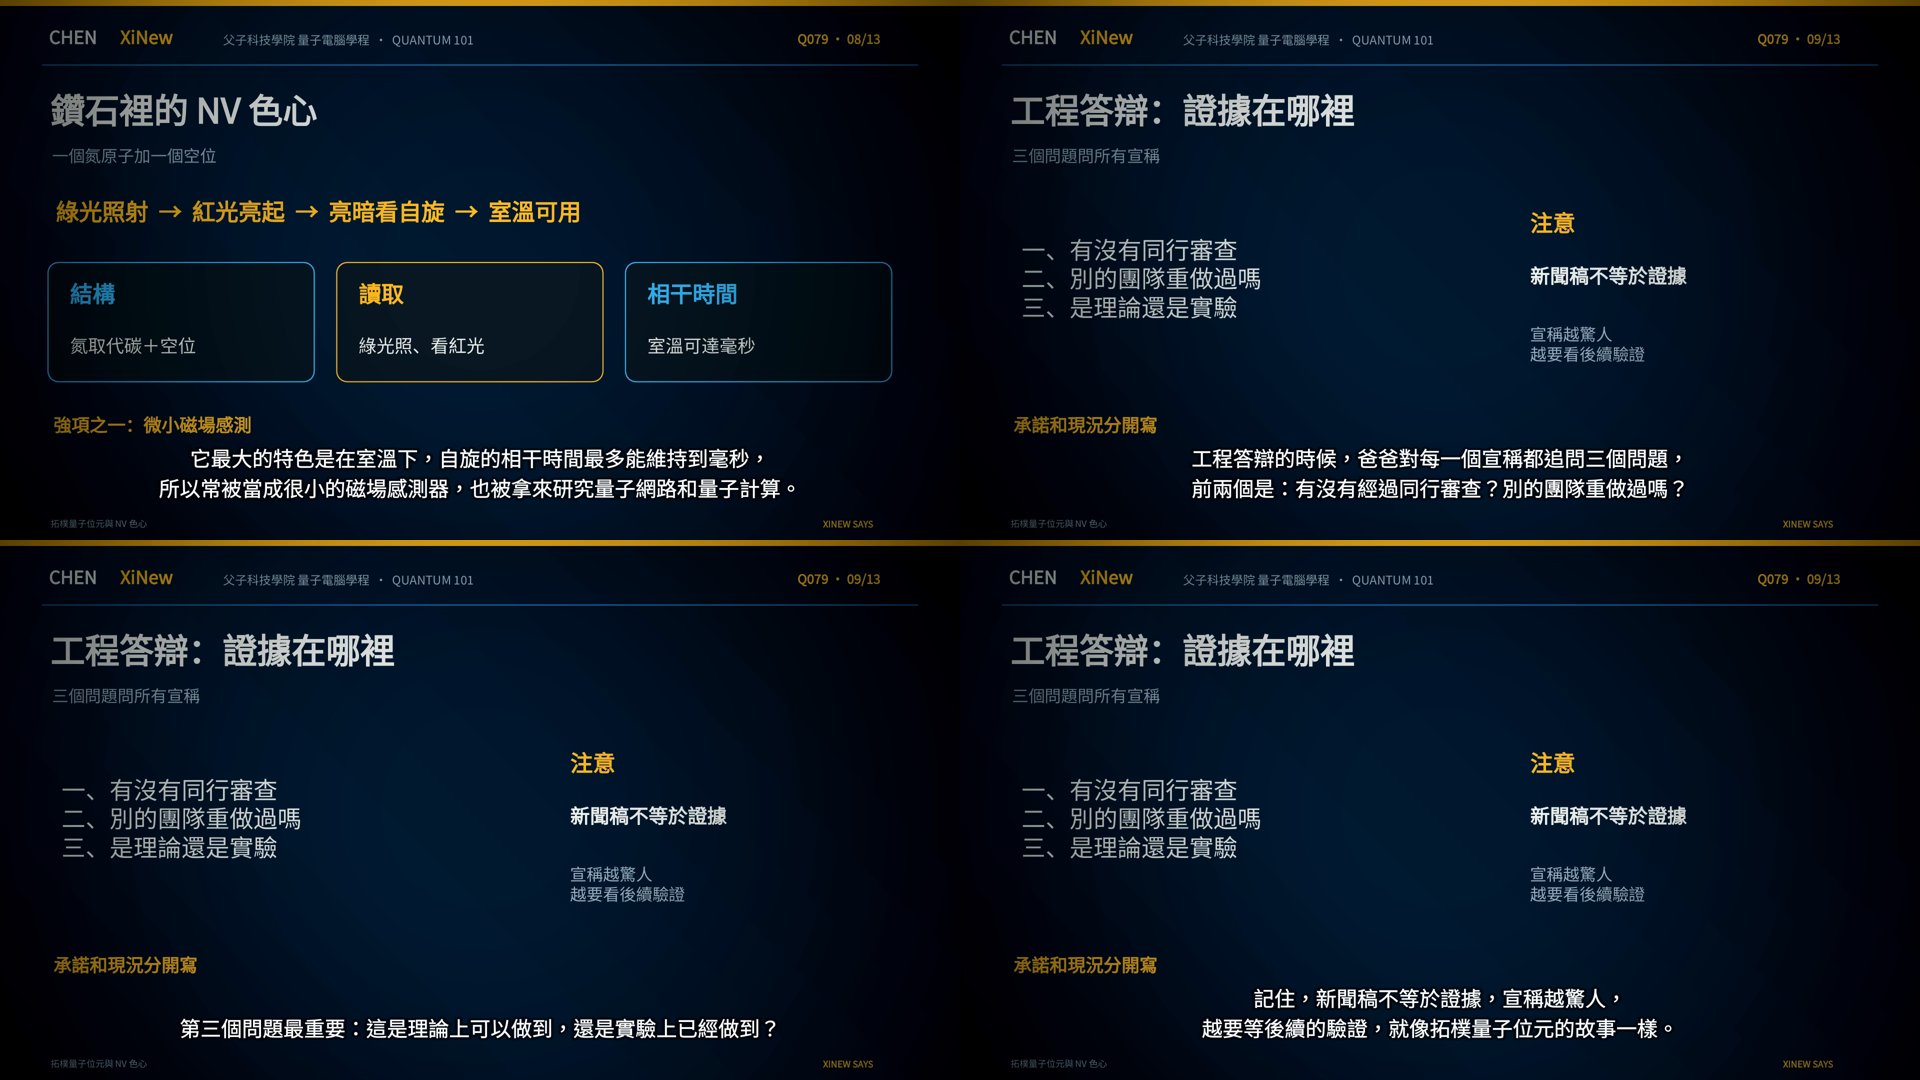 CHEN XiNew 父子科技學院 量子電腦學程 · QUANTUM 101 Q079 · 08/13
鑽石裡的 NV 色心
一個氮原子加一個空位
綠光照射 → 紅光亮起 → 亮暗看自旋 → 室溫可用
結構
氮取代碳＋空位
讀取
綠光照、看紅光
相干時間
室溫可達毫秒
強項之一：微小磁場感測
它最大的特色是在室溫下，自旋的相干時間最多能維持到毫秒，
所以常被當成很小的磁場感測器，也被拿來研究量子網路和量子計算。
拓樸量子位元與 NV 色心 XINEW SAYS
CHEN XiNew 父子科技學院 量子電腦學程 · QUANTUM 101 Q079 · 09/13
工程答辯：證據在哪裡
三個問題問所有宣稱
一、有沒有同行審查
二、別的團隊重做過嗎
三、是理論還是實驗
注意
新聞稿不等於證據
宣稱越驚人
越要看後續驗證
承諾和現況分開寫
工程答辯的時候，爸爸對每一個宣稱都追問三個問題，
前兩個是：有沒有經過同行審查？別的團隊重做過嗎？
拓樸量子位元與 NV 色心 XINEW SAYS
CHEN XiNew 父子科技學院 量子電腦學程 · QUANTUM 101 Q079 · 09/13
工程答辯：證據在哪裡
三個問題問所有宣稱
一、有沒有同行審查
二、別的團隊重做過嗎
三、是理論還是實驗
注意
新聞稿不等於證據
宣稱越驚人
越要看後續驗證
承諾和現況分開寫
第三個問題最重要：這是理論上可以做到，還是實驗上已經做到？
拓樸量子位元與 NV 色心 XINEW SAYS
CHEN XiNew 父子科技學院 量子電腦學程 · QUANTUM 101 Q079 · 09/13
工程答辯：證據在哪裡
三個問題問所有宣稱
一、有沒有同行審查
二、別的團隊重做過嗎
三、是理論還是實驗
注意
新聞稿不等於證據
宣稱越驚人
越要看後續驗證
承諾和現況分開寫
記住，新聞稿不等於證據，宣稱越驚人，
越要等後續的驗證，就像拓樸量子位元的故事一樣。
拓樸量子位元與 NV 色心 XINEW SAYS